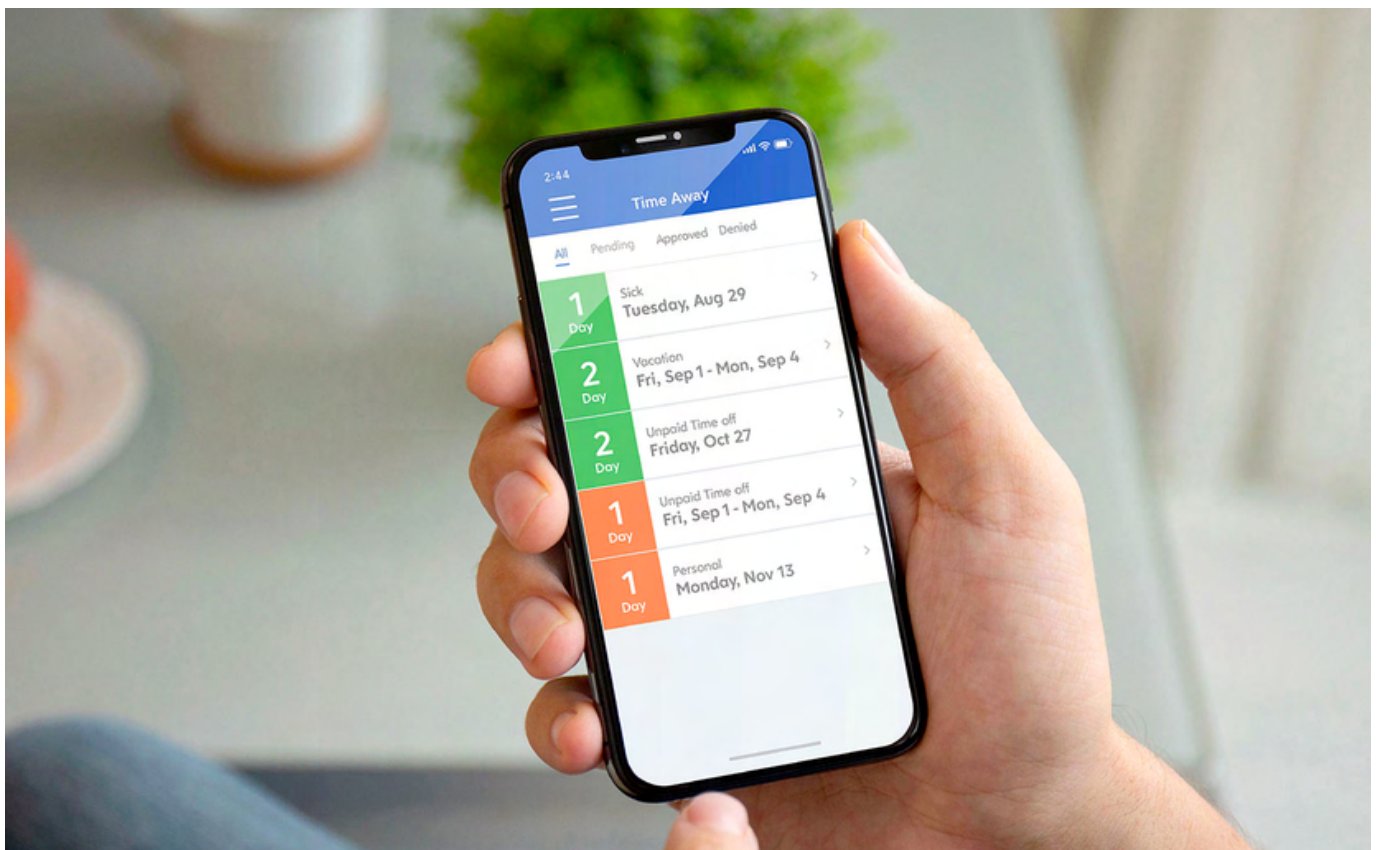 2:44
Time Away
All Pending Approved Denied
1
Day
Sick
Tuesday, Aug 29
2
Day
Vacation
Fri, Sep 1 - Mon, Sep 4
2
Day
Unpaid Time off
Friday, Oct 27
1
Day
Unpaid Time off
Fri, Sep 1 - Mon, Sep 4
1
Day
Personal
Monday, Nov 13